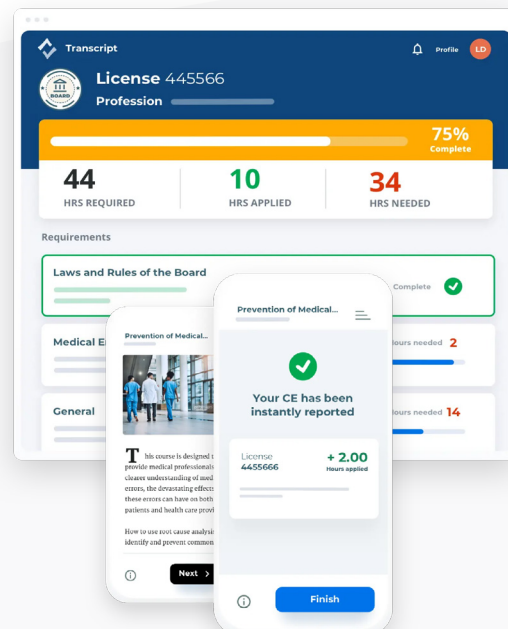 Transcript
Profile LD
License 445566
BOARD
Profession
75%
Complete
44
HRS REQUIRED
10
HRS APPLIED
34
HRS NEEDED
Requirements
Laws and Rules of the Board
Complete
Medical E
Hours needed 2
General
Hours needed 14
Prevention of Medical...
This course is designed
provide medical professionals
clearer understanding of med
errors, the devastating effects
these errors can have on both
patients and health care provi
How to use root cause analysi
identify and prevent common
Next >
Prevention of Medical...
Your CE has been
instantly reported
License
4455666
+ 2.00
Hours applied
Finish